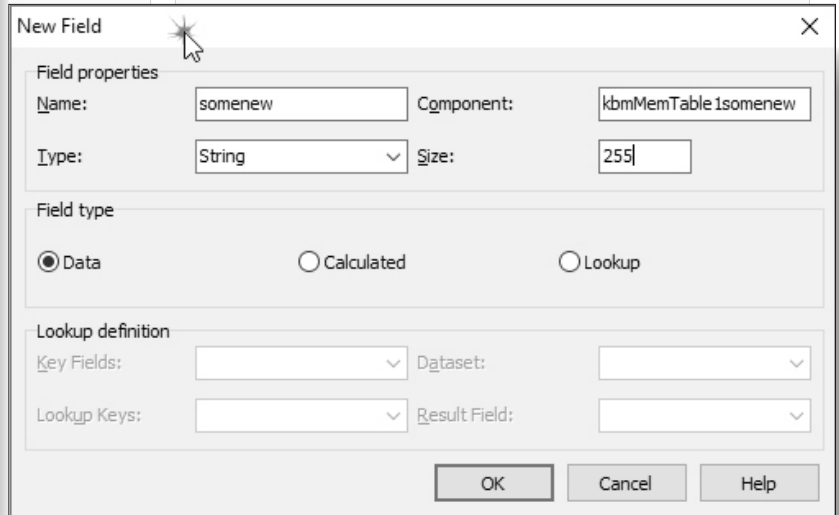 New Field
Field properties
Name: somenew Component: kbmMemTable1somenew
Type: String Size: 255
Field type
Data Calculated Lookup
Lookup definition
Key Fields: Dataset:
Lookup Keys: Result Field:
OK Cancel Help